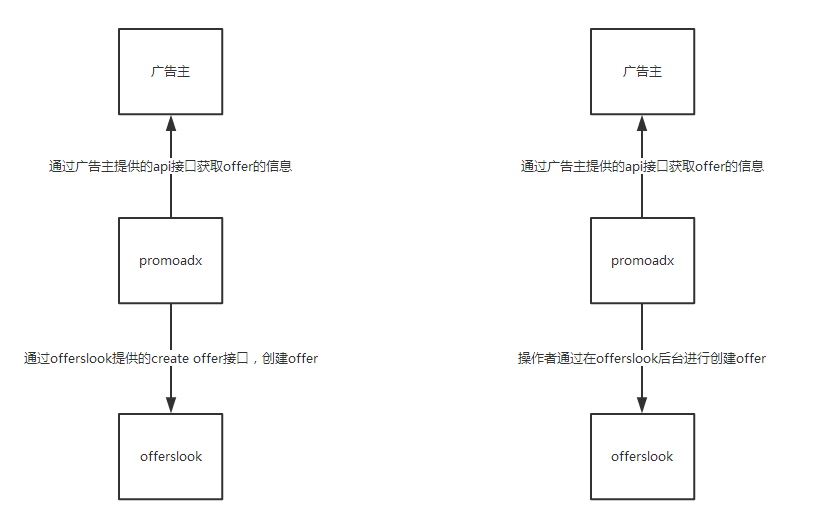 广告主
广告主
通过广告主提供的api接口获取offer的信息
通过广告主提供的api接口获取offer的信息
promoadx
promoadx
通过offerslook提供的create offer接口，创建offer
操作者通过在offerslook后台进行创建offer
offerslook
offerslook